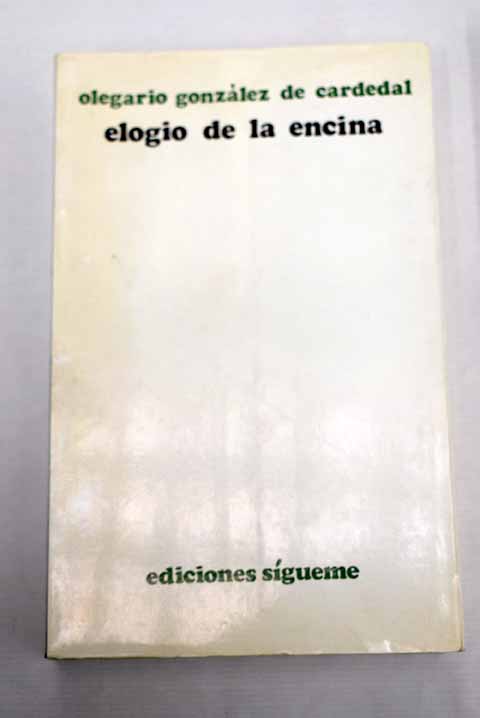 olegario gonzález de cardedal
elogio de la encina
ediciones sígueme